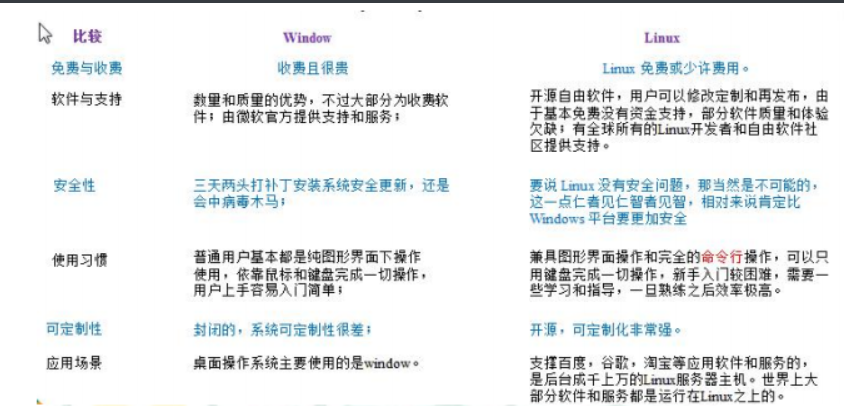 比较 Window Linux
免费与收费 收费且很贵 Linux 免费或少许费用。
软件与支持 数量和质量的优势，不过大部分为收费软
件；由微软官方提供支持和服务；
开源自由软件，用户可以修改定制和再发布，由
于基本免费没有资金支持，部分软件质量和体验
欠缺；有全球所有的Linux开发者和自由软件社
区提供支持。
安全性 三天两头打补丁安装系统安全更新，还是
会中病毒木马；
要说 Linux 没有安全问题，那当然是不可能的，
这一点仁者见仁智者见智，相对来说肯定比
Windows 平台要更加安全
使用习惯 普通用户基本都是纯图形界面下操作
使用，依靠鼠标和键盘完成一切操作，
用户上手容易入门简单；
兼具图形界面操作和完全的命令行操作，可以只
用键盘完成一切操作，新手入门较困难，需要一
些学习和指导，一旦熟练之后效率极高。
可定制性 封闭的，系统可定制性很差； 开源，可定制化非常强。
应用场景 桌面操作系统主要使用的是window。
支撑百度，谷歌，淘宝等应用软件和服务的，
是后台成千上万的Linux服务器主机。世界上大
部分软件和服务都是运行在Linux之上的。